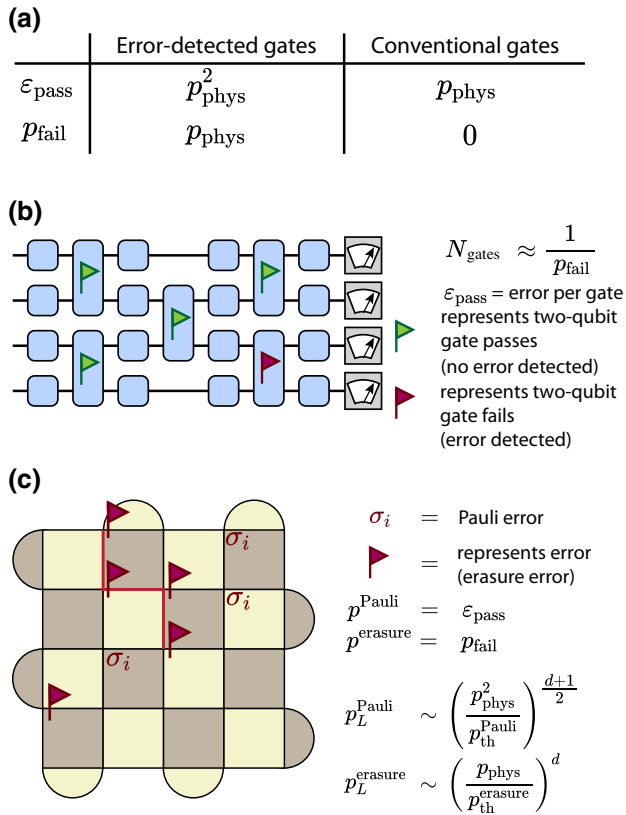 (a)
Error-detected gates Conventional gates
ε_pass p_phys^2 p_phys
p_fail p_phys 0
(b)
N_gates ≈ 1/p_fail
ε_pass = error per gate
represents two-qubit
gate passes
(no error detected)
represents two-qubit
gate fails
(error detected)
(c)
σ_i
σ_i
σ_i
σ_i = Pauli error
= represents error
(erasure error)
p^Pauli = ε_pass
p^erasure = p_fail
p_L^Pauli ~ (p_phys^2/p_th^Pauli)^((d+1)/2)
p_L^erasure ~ (p_phys/p_th^erasure)^d